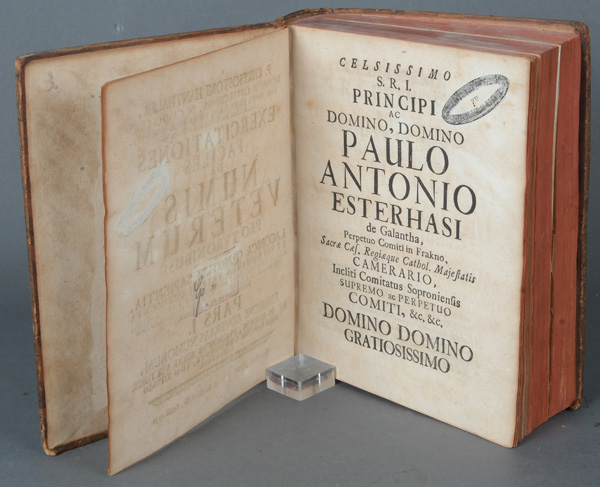 CELSISSIMO
S. R. I.
PRINCIPI
AC
DOMINO, DOMINO
PAULO
ANTONIO
ESTERHASI
de Galantha,
Perpetuo Comiti in Frakno,
Sacræ Cæs. Regiæque Cathol. Majestatis
CAMERARIO,
Incliti Comitatus Soproniensis
SUPREMO ac PERPETUO
COMITI, &c. &c.
DOMINO DOMINO
GRATIOSISSIMO